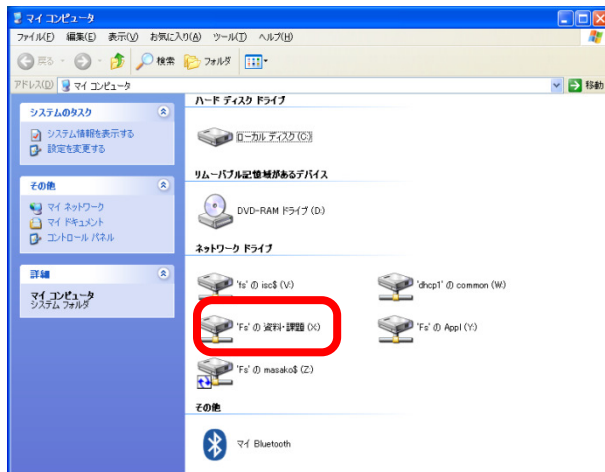 マイ コンピュータ
ファイル(F) 編集(E) 表示(V) お気に入り(A) ツール(T) ヘルプ(H)
戻る 検索 フォルダ
アドレス(D) マイ コンピュータ 移動
システムのタスク
システム情報を表示する
設定を変更する
その他
マイ ネットワーク
マイ ドキュメント
コントロール パネル
詳細
マイ コンピュータ
システム フォルダ
ハード ディスク ドライブ
ローカル ディスク (C:)
リムーバブル記憶域があるデバイス
DVD-RAM ドライブ (D:)
ネットワーク ドライブ
'fs' の isc$ (V:)
'dhcp1' の common (W:)
'Fs' の 資料・課題 (X:)
'Fs' の Appl (Y:)
'Fs' の masako$ (Z:)
その他
マイ Bluetooth